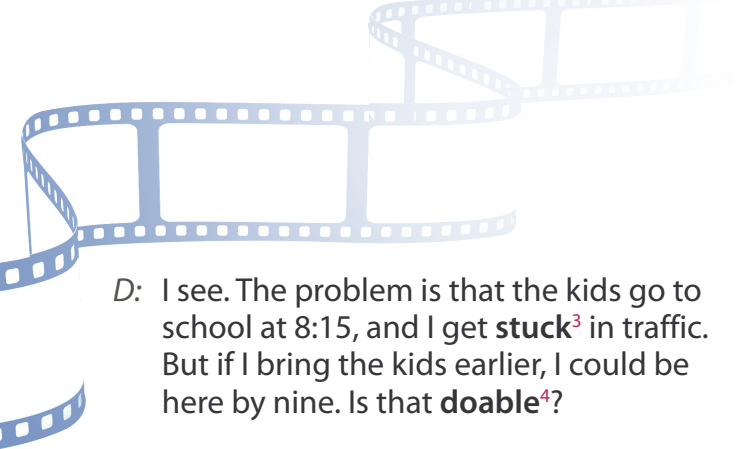 D: I see. The problem is that the kids go to
school at 8:15, and I get stuck³ in traffic.
But if I bring the kids earlier, I could be
here by nine. Is that doable⁴?